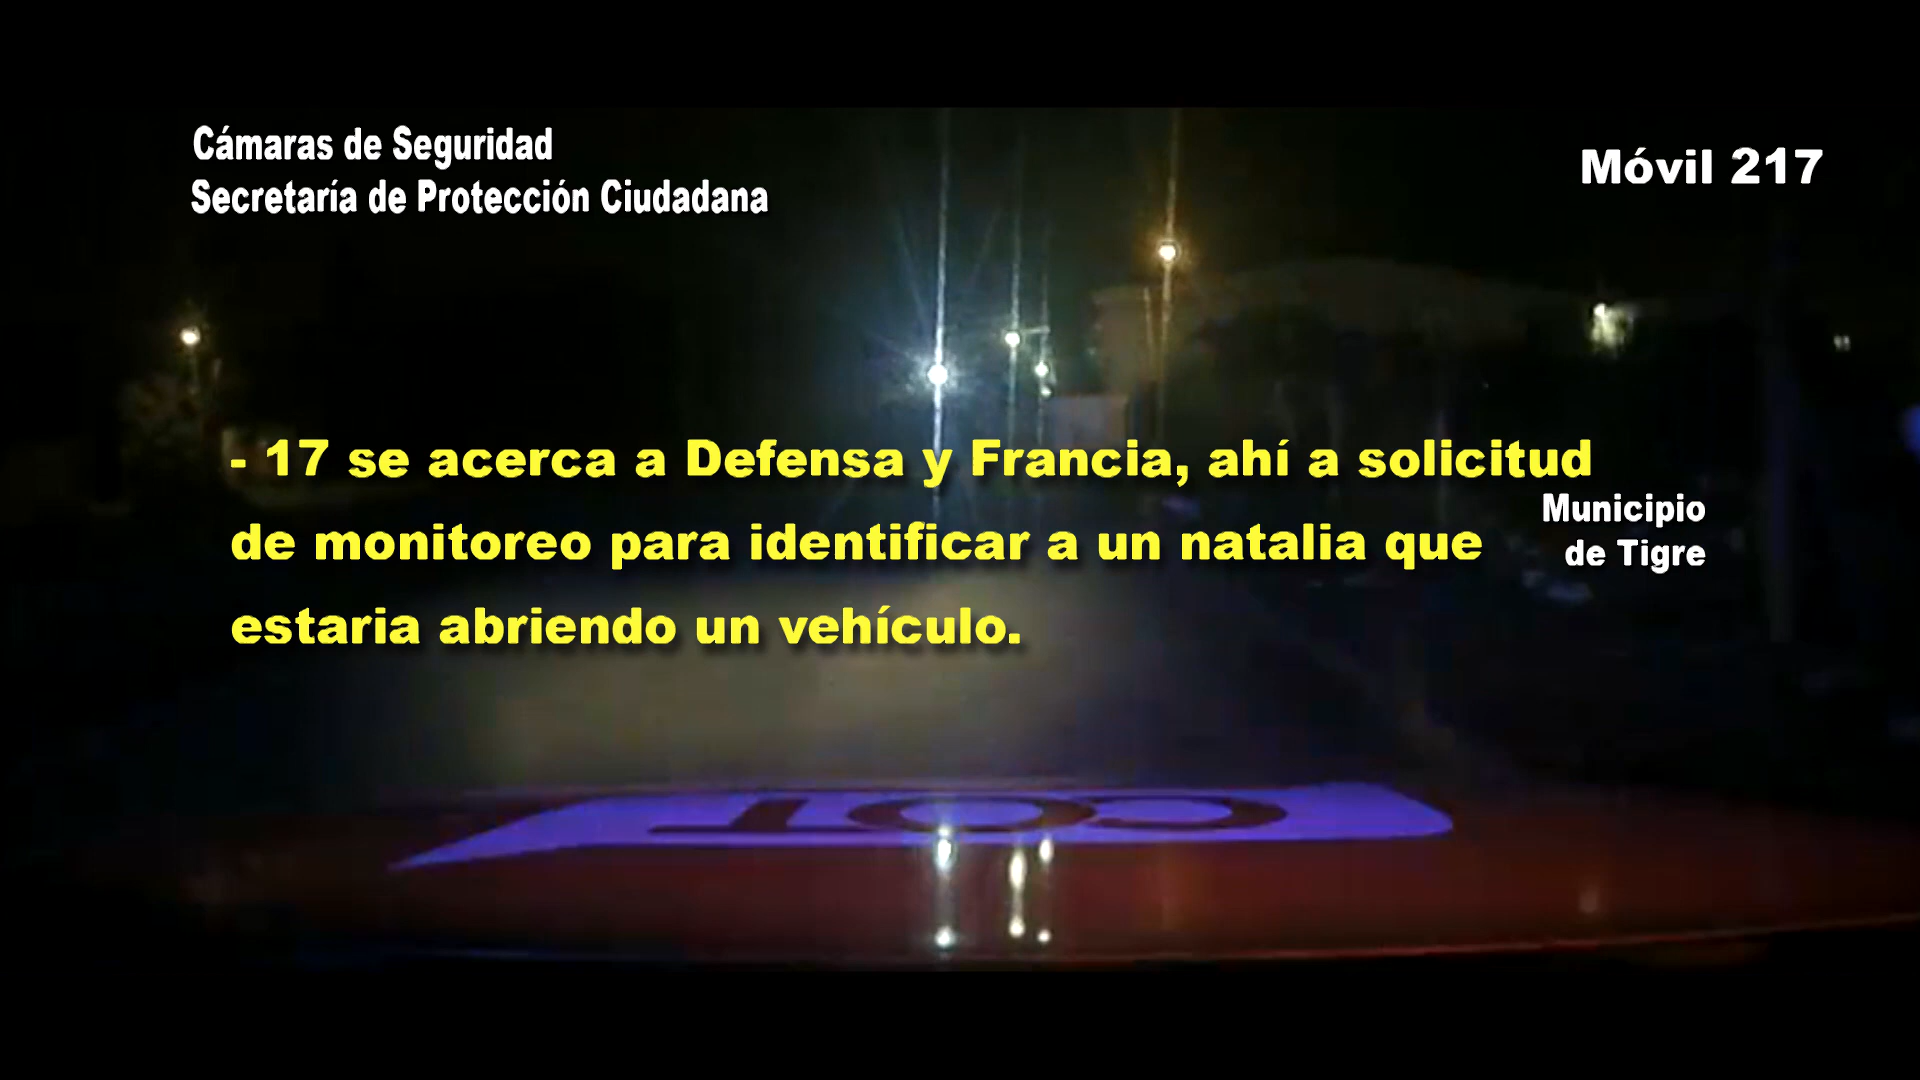 Cámaras de Seguridad
Secretaría de Protección Ciudadana
Móvil 217
- 17 se acerca a Defensa y Francia, ahí a solicitud
de monitoreo para identificar a un natalia que
estaria abriendo un vehículo.
Municipio
de Tigre
COT